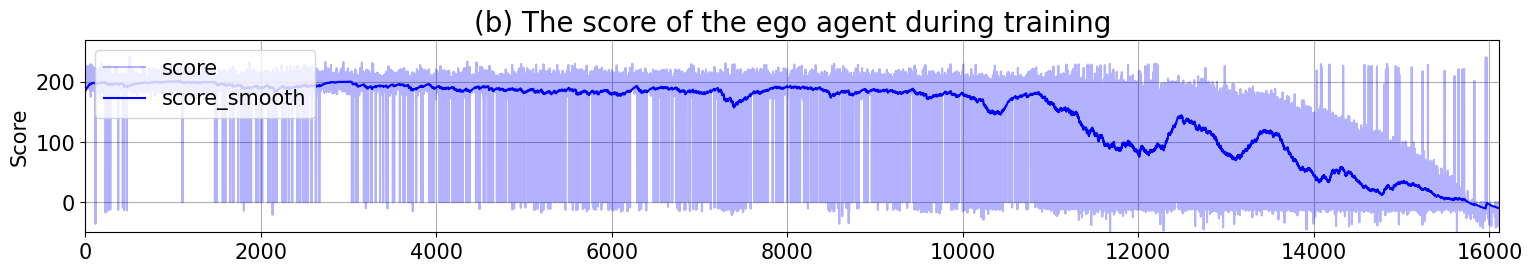 (b) The score of the ego agent during training
score
score_smooth
Score
200
100
0
0 2000 4000 6000 8000 10000 12000 14000 16000